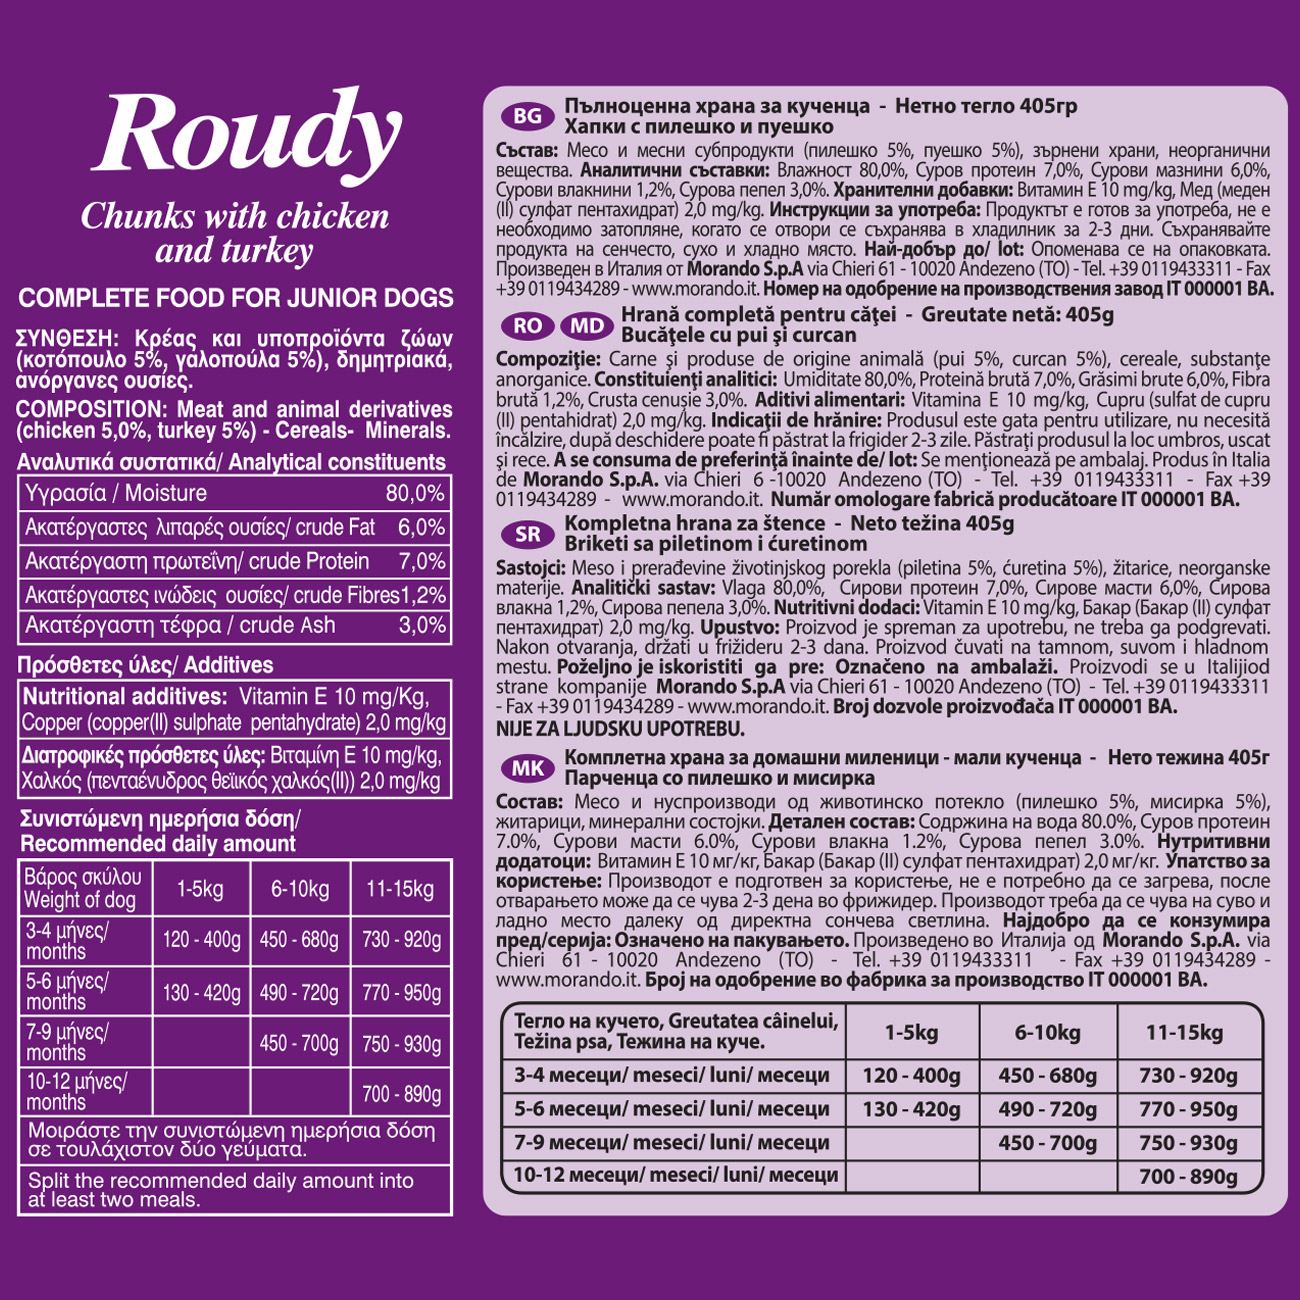 Roudy
Chunks with chicken
and turkey
COMPLETE FOOD FOR JUNIOR DOGS
ΣΥΝΘΕΣΗ: Κρέας και υποπροϊόντα ζώων
(κοτόπουλο 5%, γαλοπούλα 5%), δημητριακά,
ανόργανες ουσίες.
COMPOSITION: Meat and animal derivatives
(chicken 5,0%, turkey 5%) - Cereals- Minerals.
Αναλυτικά συστατικά/ Analytical constituents
Υγρασία / Moisture 80,0%
Ακατέργαστες λιπαρές ουσίες/ crude Fat 6,0%
Ακατέργαστη πρωτεΐνη/ crude Protein 7,0%
Ακατέργαστες ινώδεις ουσίες/ crude Fibres 1,2%
Ακατέργαστη τέφρα / crude Ash 3,0%
Πρόσθετες ύλες/ Additives
Nutritional additives: Vitamin E 10 mg/Kg,
Copper (copper(II) sulphate pentahydrate) 2,0 mg/kg
Διατροφικές πρόσθετες ύλες: Βιταμίνη Ε 10 mg/kg,
Χαλκός (πενταένυδρος θεϊικός χαλκός(II)) 2,0 mg/kg
Συνιστώμενη ημερήσια δόση/
Recommended daily amount
Βάρος σκύλου
Weight of dog 1-5kg 6-10kg 11-15kg
3-4 μήνες/
months 120 - 400g 450 - 680g 730 - 920g
5-6 μήνες/
months 130 - 420g 490 - 720g 770 - 950g
7-9 μήνες/
months 450 - 700g 750 - 930g
10-12 μήνες/
months 700 - 890g
Μοιράστε την συνιστώμενη ημερήσια δόση
σε τουλάχιστον δύο γεύματα.
Split the recommended daily amount into
at least two meals.
BG Пълноценна храна за кученца - Нетно тегло 405гр
Хапки с пилешко и пуешко
Състав: Месо и месни субпродукти (пилешко 5%, пуешко 5%), зърнени храни, неорганични
вещества. Аналитични съставки: Влажност 80,0%, Суров протеин 7,0%, Сурови мазнини 6,0%,
Сурови влакнини 1,2%, Сурова пепел 3,0%. Хранителни добавки: Витамин Е 10 mg/kg, Мед (меден
(II) сулфат пентахидрат) 2,0 mg/kg. Инструкции за употреба: Продуктът е готов за употреба, не е
необходимо затопляне, когато се отвори се съхранява в хладилник за 2-3 дни. Съхранявайте
продукта на сенчесто, сухо и хладно място. Най-добър до/ lot: Опоменава се на опаковката.
Произведен в Италия от Morando S.p.A via Chieri 61 - 10020 Andezeno (TO) - Tel. +39 0119433311 - Fax
+39 0119434289 - www.morando.it. Номер на одобрение на производствения завод IT 000001 BA.
RO MD Hrană completă pentru căţei - Greutate netă: 405g
Bucăţele cu pui şi curcan
Compoziţie: Carne şi produse de origine animală (pui 5%, curcan 5%), cereale, substanţe
anorganice. Constituienţi analitici: Umiditate 80,0%, Proteină brută 7,0%, Grăsimi brute 6,0%, Fibra
brută 1,2%, Crusta cenuşie 3,0%. Aditivi alimentari: Vitamina E 10 mg/kg, Cupru (sulfat de cupru
(II) pentahidrat) 2,0 mg/kg. Indicaţii de hrănire: Produsul este gata pentru utilizare, nu necesită
încălzire, după deschidere poate fi păstrat la frigider 2-3 zile. Păstraţi produsul la loc umbros, uscat
şi rece. A se consuma de preferinţă înainte de/ lot: Se menţionează pe ambalaj. Produs în Italia
de Morando S.p.A. via Chieri 6 -10020 Andezeno (TO) - Tel. +39 0119433311 - Fax +39
0119434289 - www.morando.it. Număr omologare fabrică producătoare IT 000001 BA.
SR Kompletna hrana za štence - Neto težina 405g
Briketi sa piletinom i ćuretinom
Sastojci: Meso i prerađevine životinjskog porekla (piletina 5%, ćuretina 5%), žitarice, neorganske
materije. Analitički sastav: Vlaga 80,0%, Сирови протеин 7,0%, Сирове масти 6,0%, Сирова
влакна 1,2%, Сирова пепела 3,0%. Nutritivni dodaci: Vitamin E 10 mg/kg, Бакар (Бакар (II) сулфат
пентахидрат) 2,0 mg/kg. Upustvo: Proizvod je spreman za upotrebu, ne treba ga podgrevati.
Nakon otvaranja, držati u frižideru 2-3 dana. Proizvod čuvati na tamnom, suvom i hladnom
mestu. Poželjno je iskoristiti ga pre: Označeno na ambalaži. Proizvodi se u Italijiod
strane kompanije Morando S.p.A via Chieri 61 - 10020 Andezeno (TO) - Tel. +39 0119433311
- Fax +39 0119434289 - www.morando.it. Broj dozvole proizvođača IT 000001 BA.
NIJE ZA LJUDSKU UPOTREBU.
MK Комплетна храна за домашни миленици - мали кученца - Нето тежина 405г
Парченца со пилешко и мисирка
Состав: Месо и нуспроизводи од животинско потекло (пилешко 5%, мисирка 5%),
житарици, минерални состојки. Детален состав: Содржина на вода 80.0%, Суров протеин
7.0%, Сурови масти 6.0%, Сурови влакна 1.2%, Сурова пепел 3.0%. Нутритивни
додатоци: Витамин Е 10 мг/кг, Бакар (Бакар (II) сулфат пентахидрат) 2,0 мг/кг. Упатство за
користење: Производот е подготвен за користење, не е потребно да се загрева, после
отварањето може да се чува 2-3 дена во фрижидер. Производот треба да се чува на суво и
ладно место далеку од директна сончева светлина. Најдобро да се конзумира
пред/серија: Означено на пакувањето. Произведено во Италија од Morando S.p.A. via
Chieri 61 - 10020 Andezeno (TO) - Tel. +39 0119433311 - Fax +39 0119434289 -
www.morando.it. Број на одобрение во фабрика за производство IT 000001 BA.
Тегло на кучето, Greutatea câinelui,
Težina psa, Тежина на куче. 1-5kg 6-10kg 11-15kg
3-4 месеци/ meseci/ luni/ месеци 120 - 400g 450 - 680g 730 - 920g
5-6 месеци/ meseci/ luni/ месеци 130 - 420g 490 - 720g 770 - 950g
7-9 месеци/ meseci/ luni/ месеци 450 - 700g 750 - 930g
10-12 месеци/ meseci/ luni/ месеци 700 - 890g